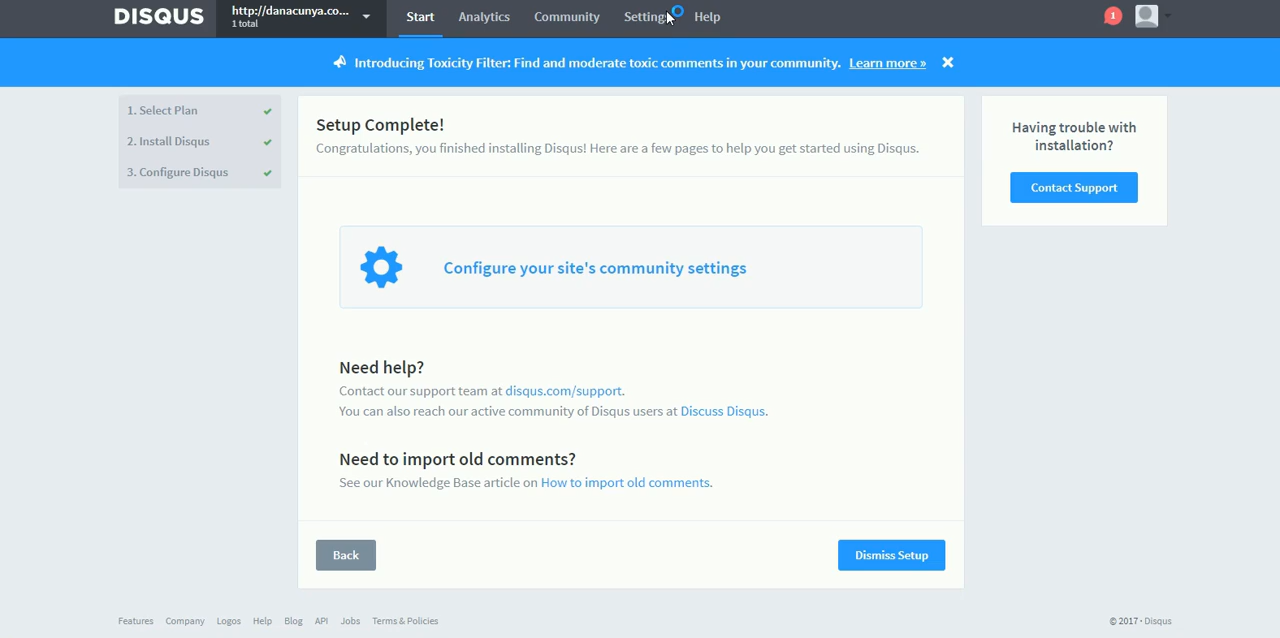 DISQUS
http://danacunya.co...
1 total
Start
Analytics
Community
Settings
Help
1
Introducing Toxicity Filter: Find and moderate toxic comments in your community. Learn more »
1. Select Plan
2. Install Disqus
3. Configure Disqus
Setup Complete!
Congratulations, you finished installing Disqus! Here are a few pages to help you get started using Disqus.
Configure your site's community settings
Need help?
Contact our support team at disqus.com/support.
You can also reach our active community of Disqus users at Discuss Disqus.
Need to import old comments?
See our Knowledge Base article on How to import old comments.
Back
Dismiss Setup
Having trouble with
installation?
Contact Support
Features Company Logos Help Blog API Jobs Terms & Policies
© 2017 · Disqus